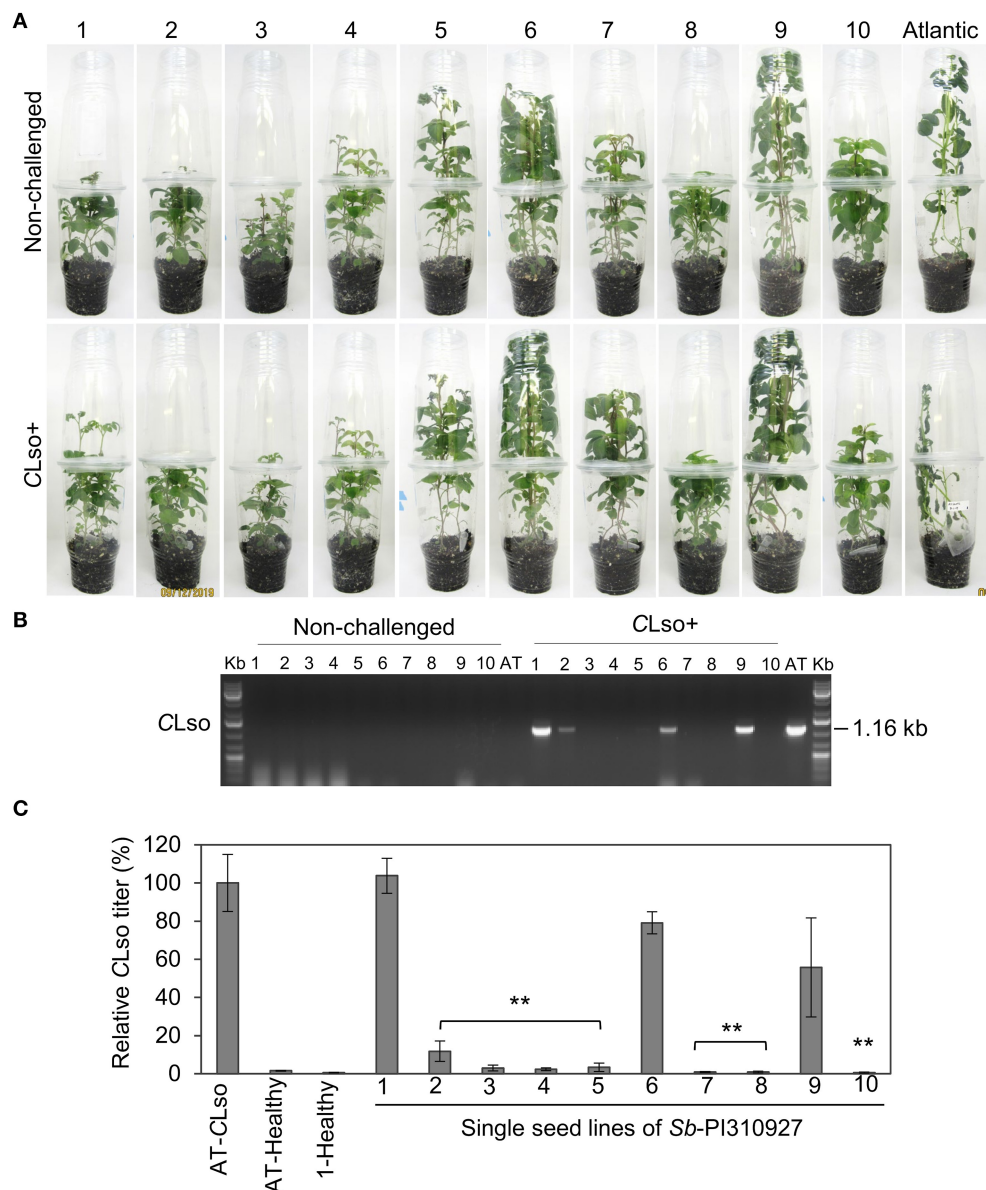 A
1 2 3 4 5 6 7 8 9 10 Atlantic
Non-challenged
CLso+
09/12/2019
B
Non-challenged CLso+
Kb 1 2 3 4 5 6 7 8 9 10 AT 1 2 3 4 5 6 7 8 9 10 AT Kb
CLso
1.16 kb
C
Relative CLso titer (%)
120
100
80
60
40
20
0
**
**
**
AT-CLso
AT-Healthy
1-Healthy
1 2 3 4 5 6 7 8 9 10
Single seed lines of Sb-PI310927